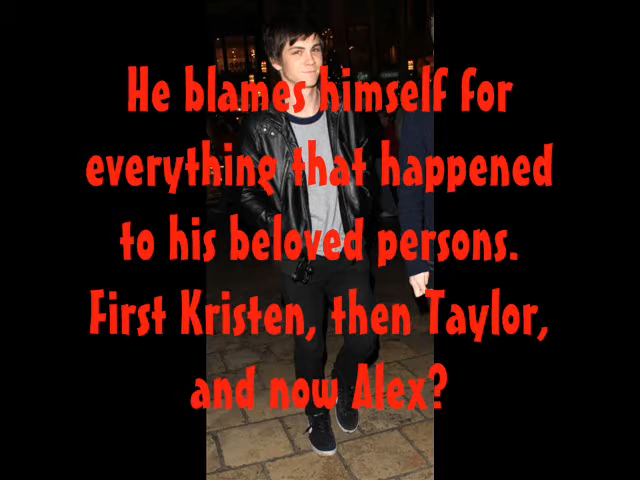 He blames himself for
everything that happened
to his beloved persons.
First Kristen, then Taylor,
and now Alex?